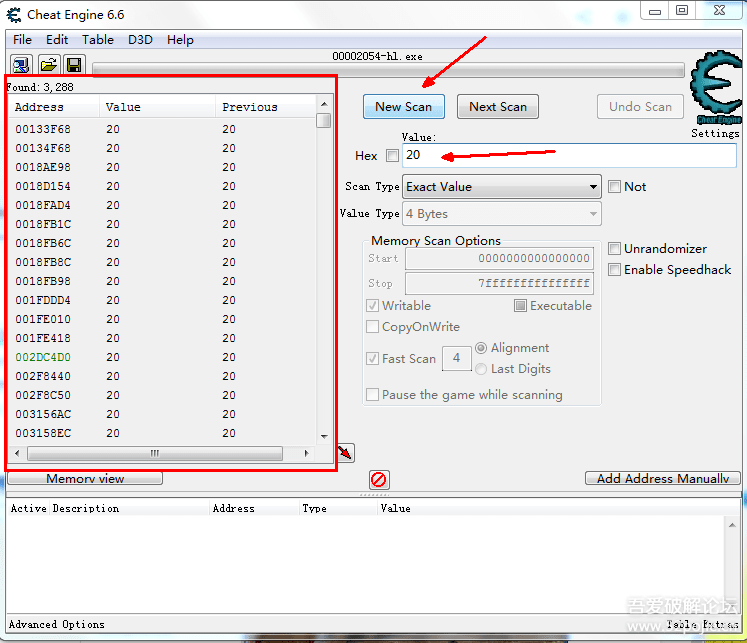 Cheat Engine 6.6
File Edit Table D3D Help
00002054-hl.exe
Found: 3,288
Address Value Previous
00133F68 20 20
00134F68 20 20
0018AE98 20 20
0018D154 20 20
0018FAD4 20 20
0018FB1C 20 20
0018FB6C 20 20
0018FB8C 20 20
0018FB98 20 20
001FDDD4 20 20
001FE010 20 20
001FE418 20 20
002DC4D0 20 20
002F8440 20 20
002F8C50 20 20
003156AC 20 20
003158EC 20 20
New Scan Next Scan Undo Scan
Cheat Engine
Settings
Value:
Hex 20
Scan Type Exact Value Not
Value Type 4 Bytes
Memory Scan Options
Start 0000000000000000
Stop 7fffffffffffffff
Unrandomizer
Enable Speedhack
Writable Executable
CopyOnWrite
Fast Scan 4 Alignment
Last Digits
Pause the game while scanning
Memory view Add Address Manually
Active Description Address Type Value
吾爱破解论坛
Advanced Options Table Extras